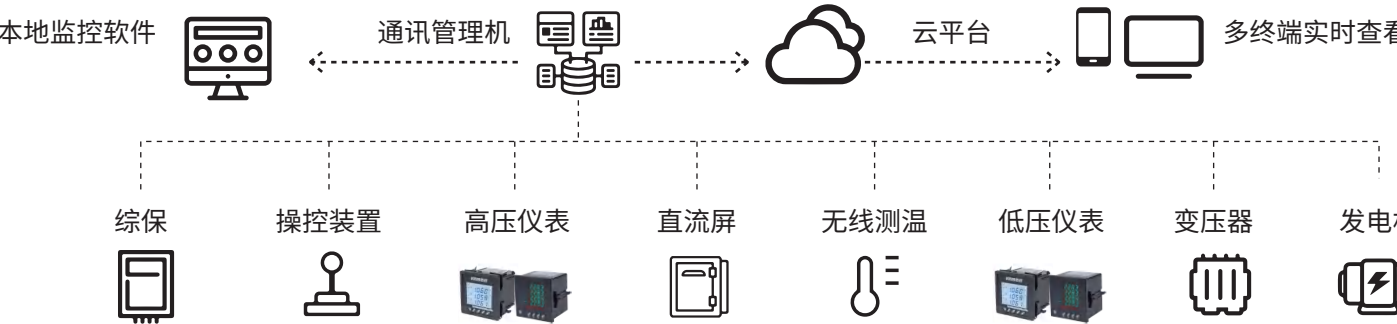 本地监控软件
通讯管理机
云平台
多终端实时查看
综保
操控装置
高压仪表
直流屏
无线测温
低压仪表
变压器
发电